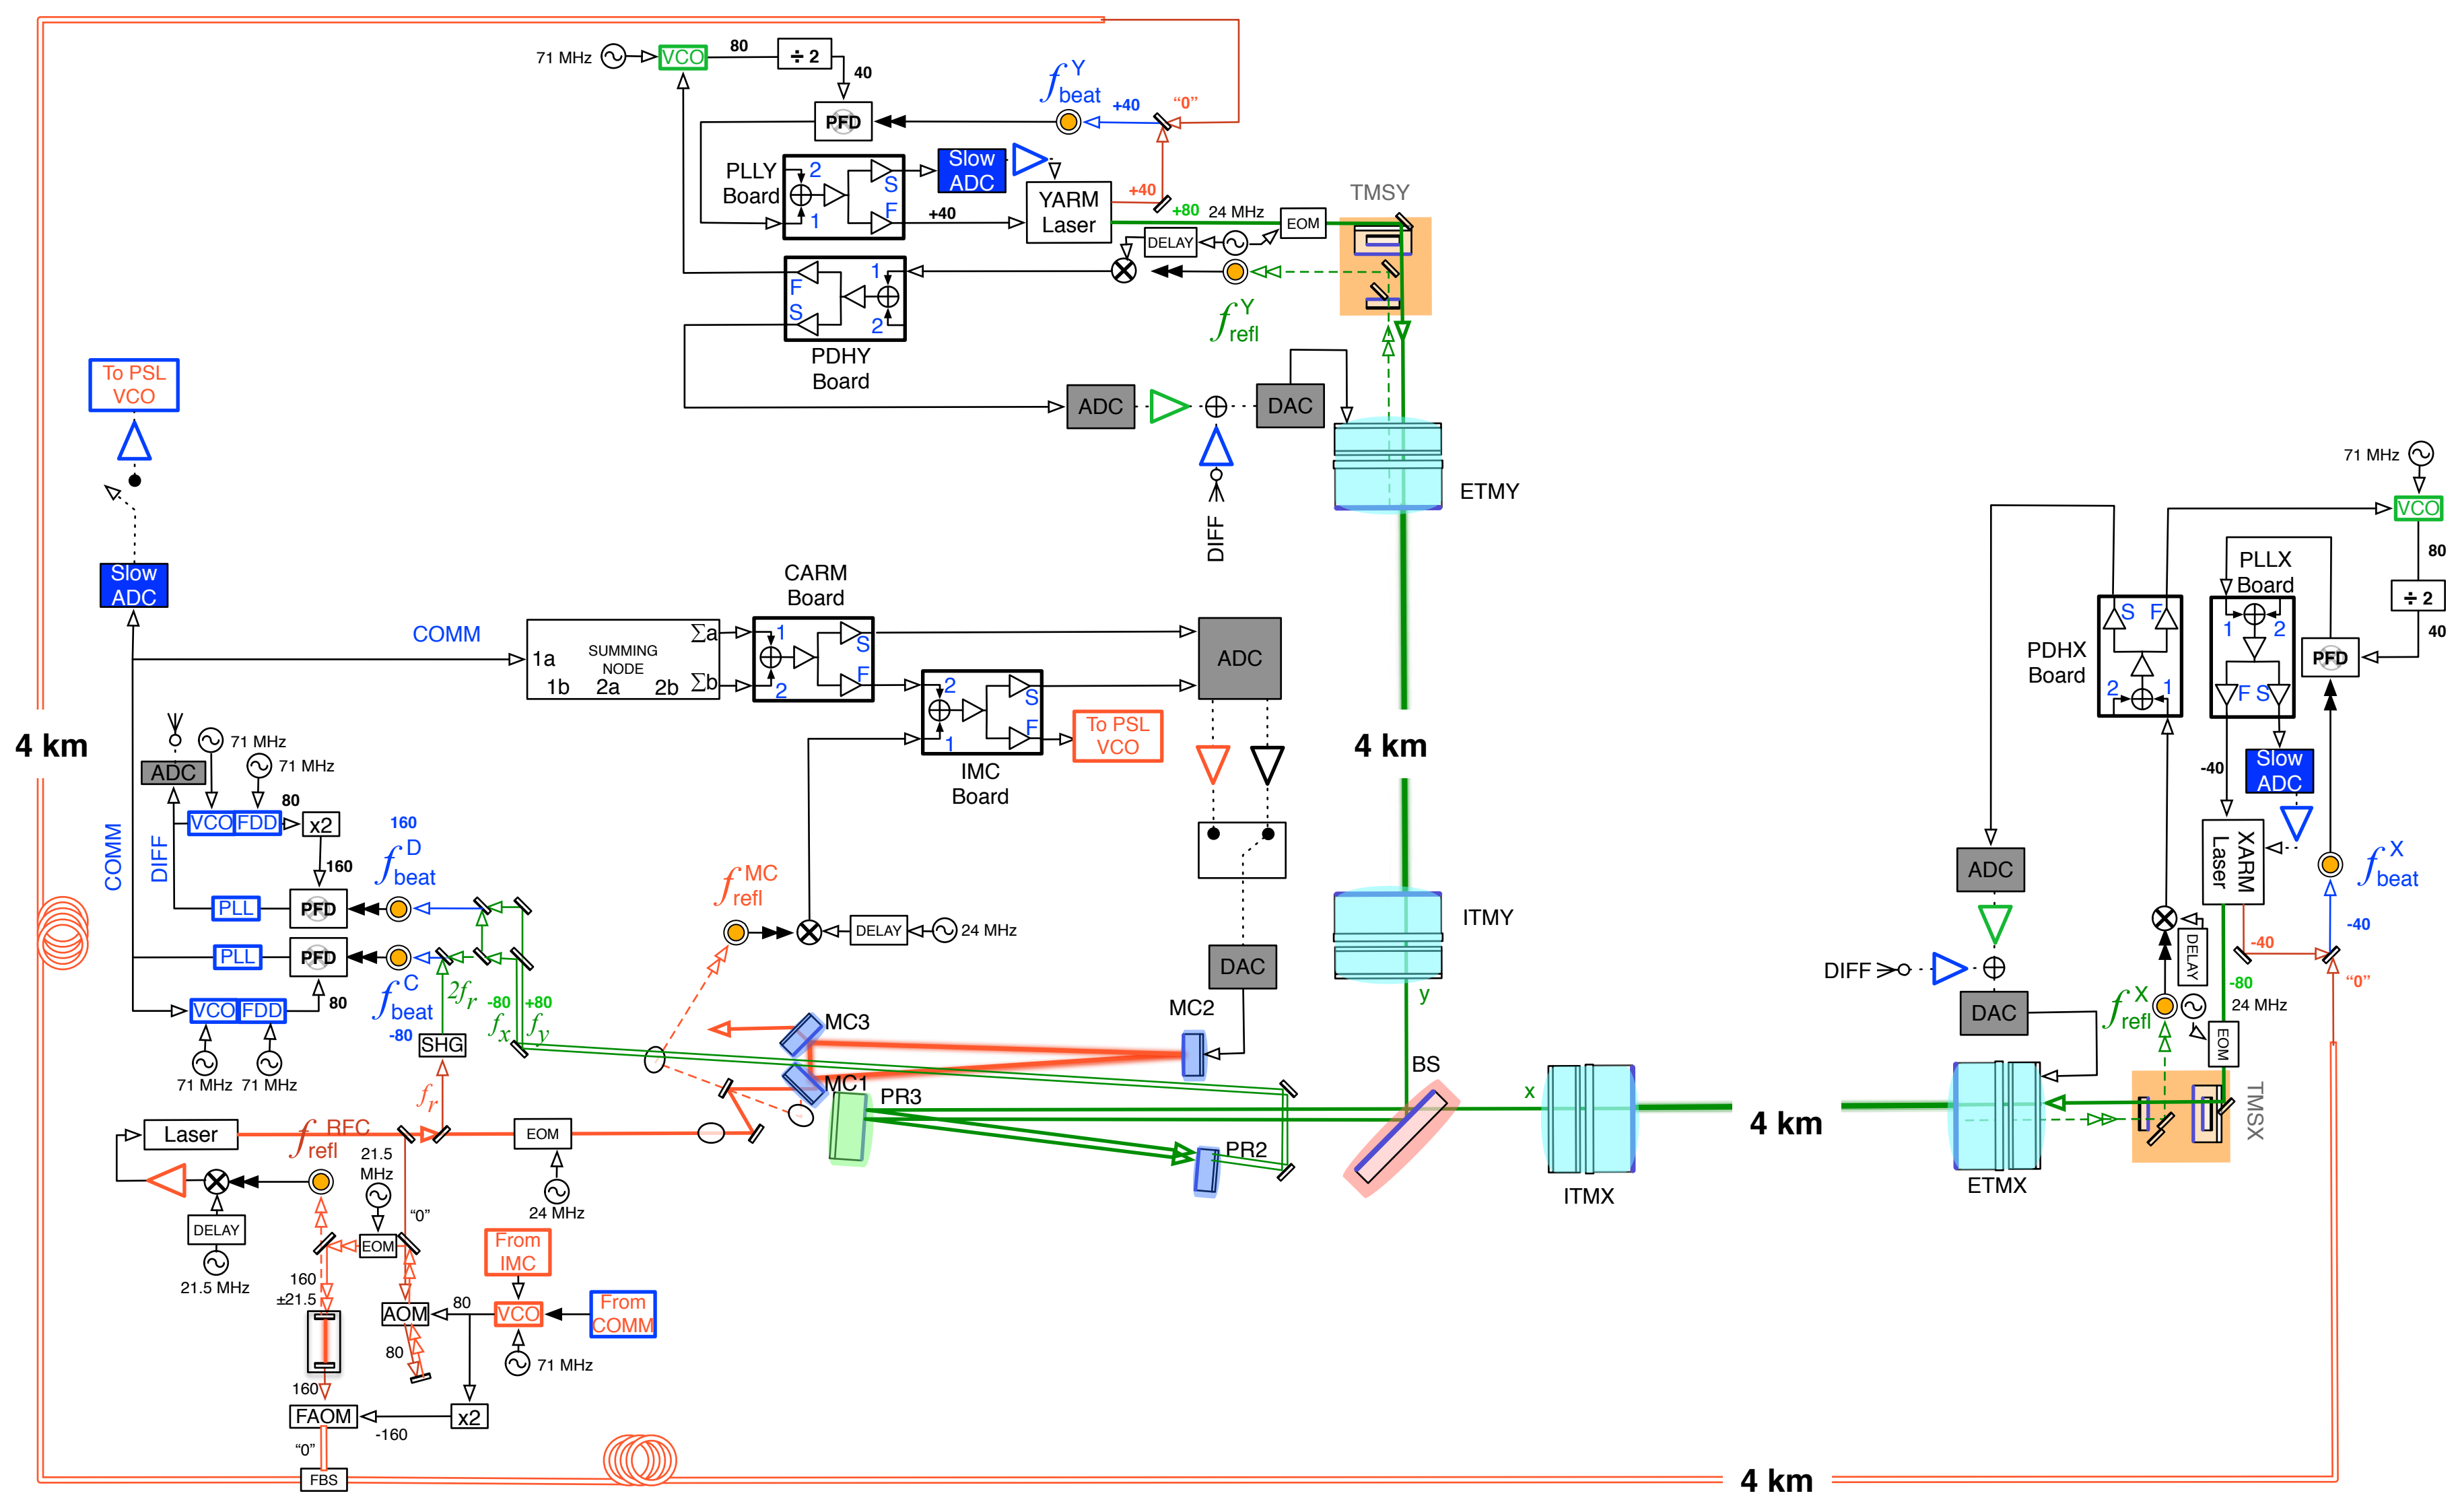 71 MHz
VCO
80
÷ 2
40
f Y beat
+40
“0”
PFD
PLLY
Board
2
1
S
F
Slow
ADC
+40
YARM
Laser
+40
+80
24 MHz
EOM
TMSY
DELAY
f Y refl
F
S
1
2
PDHY
Board
To PSL
VCO
ADC
DAC
ETMY
DIFF
71 MHz
VCO
80
÷ 2
40
PLLX
Board
1
2
F
S
PFD
PDHX
Board
S
F
2
1
-40
Slow
ADC
XARM
Laser
f X beat
-40
-40
“0”
-80
24 MHz
EOM
DELAY
f X refl
ADC
DIFF
DAC
ETMX
TMSX
Slow
ADC
COMM
1a
SUMMING
NODE
1b
2a
2b
Σa
Σb
CARM
Board
1
2
S
F
2
1
S
F
IMC
Board
To PSL
VCO
ADC
4 km
4 km
ADC
71 MHz
71 MHz
VCO
FDD
80
x2
160
160
f D beat
COMM
DIFF
PLL
PFD
PLL
PFD
f C beat
-80
80
VCO
FDD
71 MHz
71 MHz
2fr
SHG
fr
-80
+80
fx
fy
f MC refl
DELAY
24 MHz
DAC
ITMY
y
MC3
MC2
MC1
PR3
PR2
BS
x
ITMX
4 km
Laser
f RFC refl
EOM
24 MHz
21.5
MHz
“0”
DELAY
21.5 MHz
EOM
160
±21.5
AOM
80
80
From
IMC
VCO
From
COMM
71 MHz
160
FAOM
-160
x2
“0”
FBS
4 km